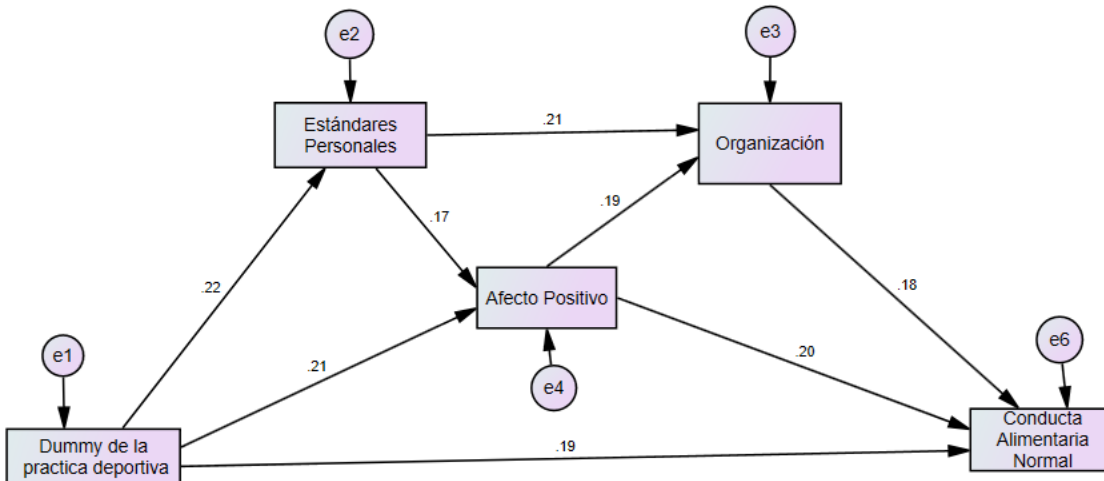 e2
e3
Estándares
Personales
.21
Organización
.17
.19
.22
Afecto Positivo
.18
e1
.21
e4
.20
e6
Dummy de la
practica deportiva
.19
Conducta
Alimentaria
Normal